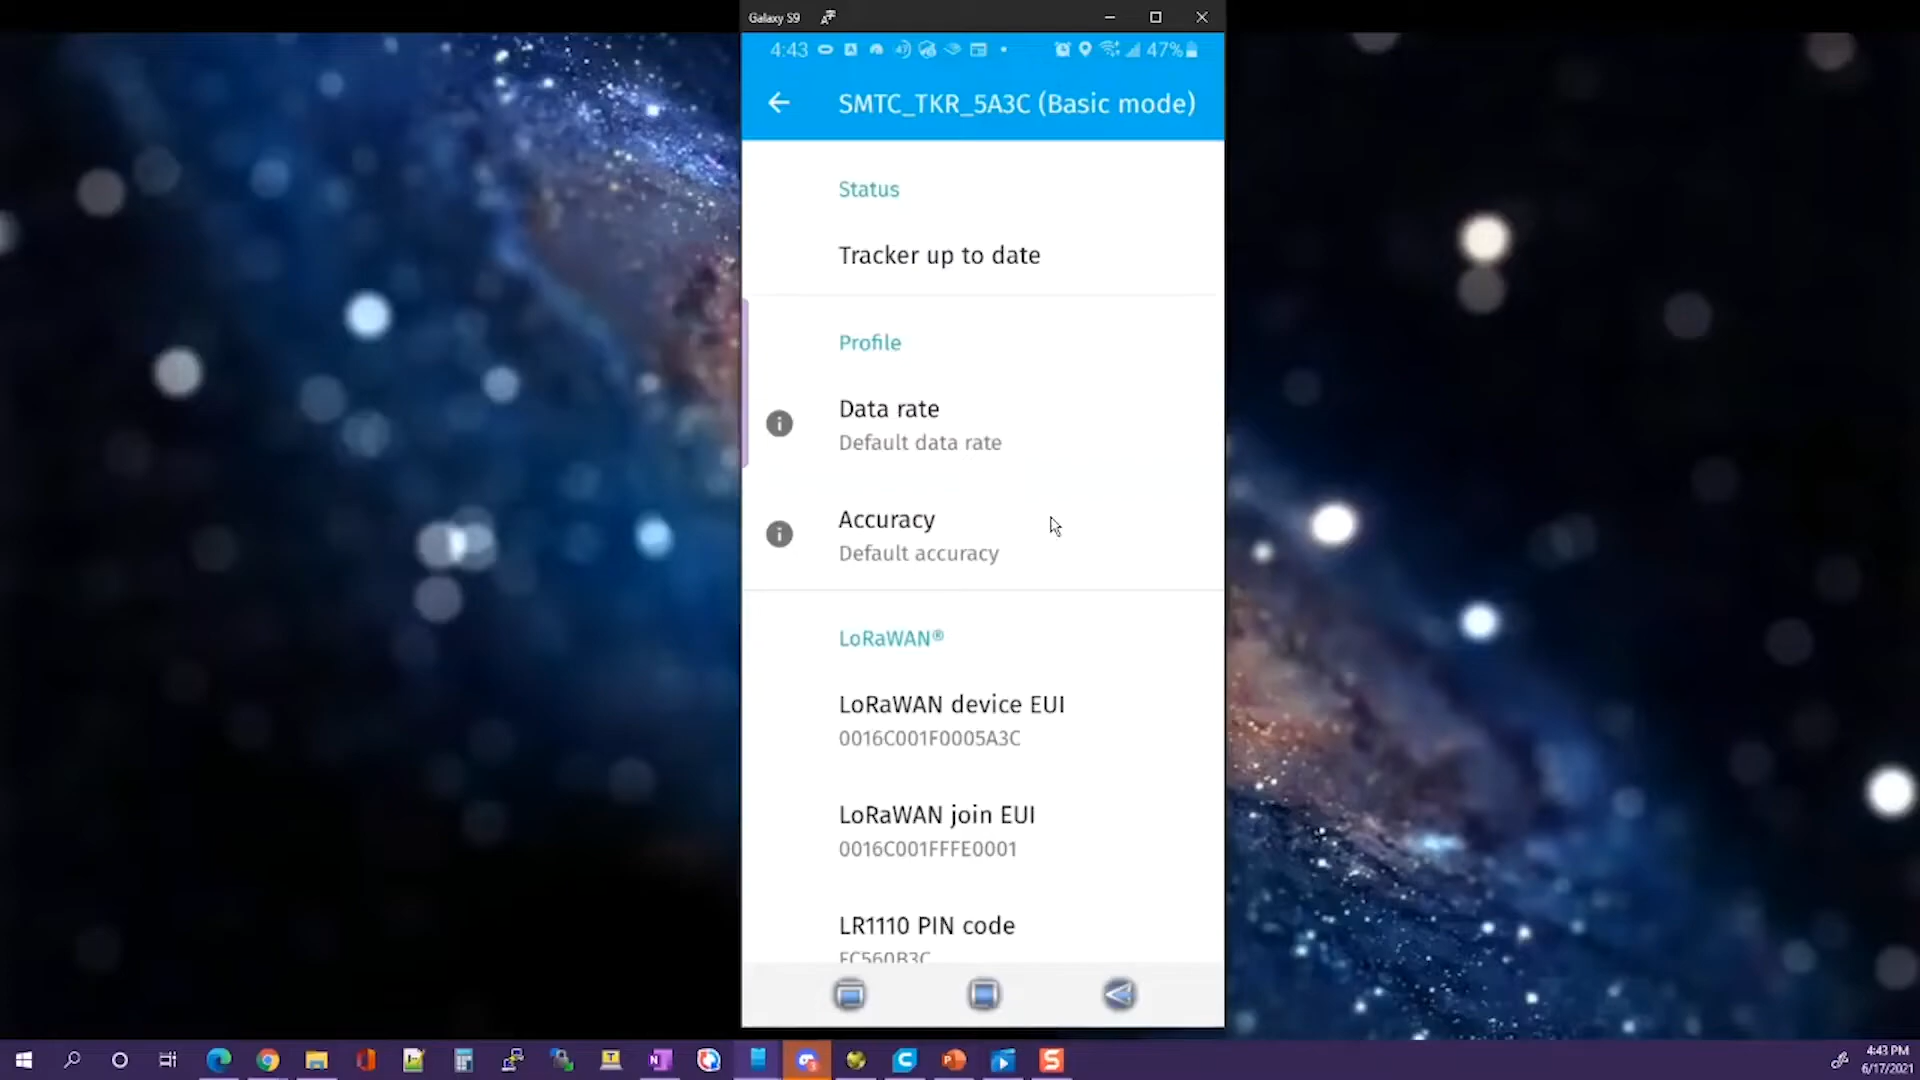 Galaxy S9
4:43
47%
SMTC_TKR_5A3C (Basic mode)
Status
Tracker up to date
Profile
Data rate
Default data rate
Accuracy
Default accuracy
LoRaWAN®
LoRaWAN device EUI
0016C001F0005A3C
LoRaWAN join EUI
0016C001FFFE0001
LR1110 PIN code
4:43 PM
6/17/2021